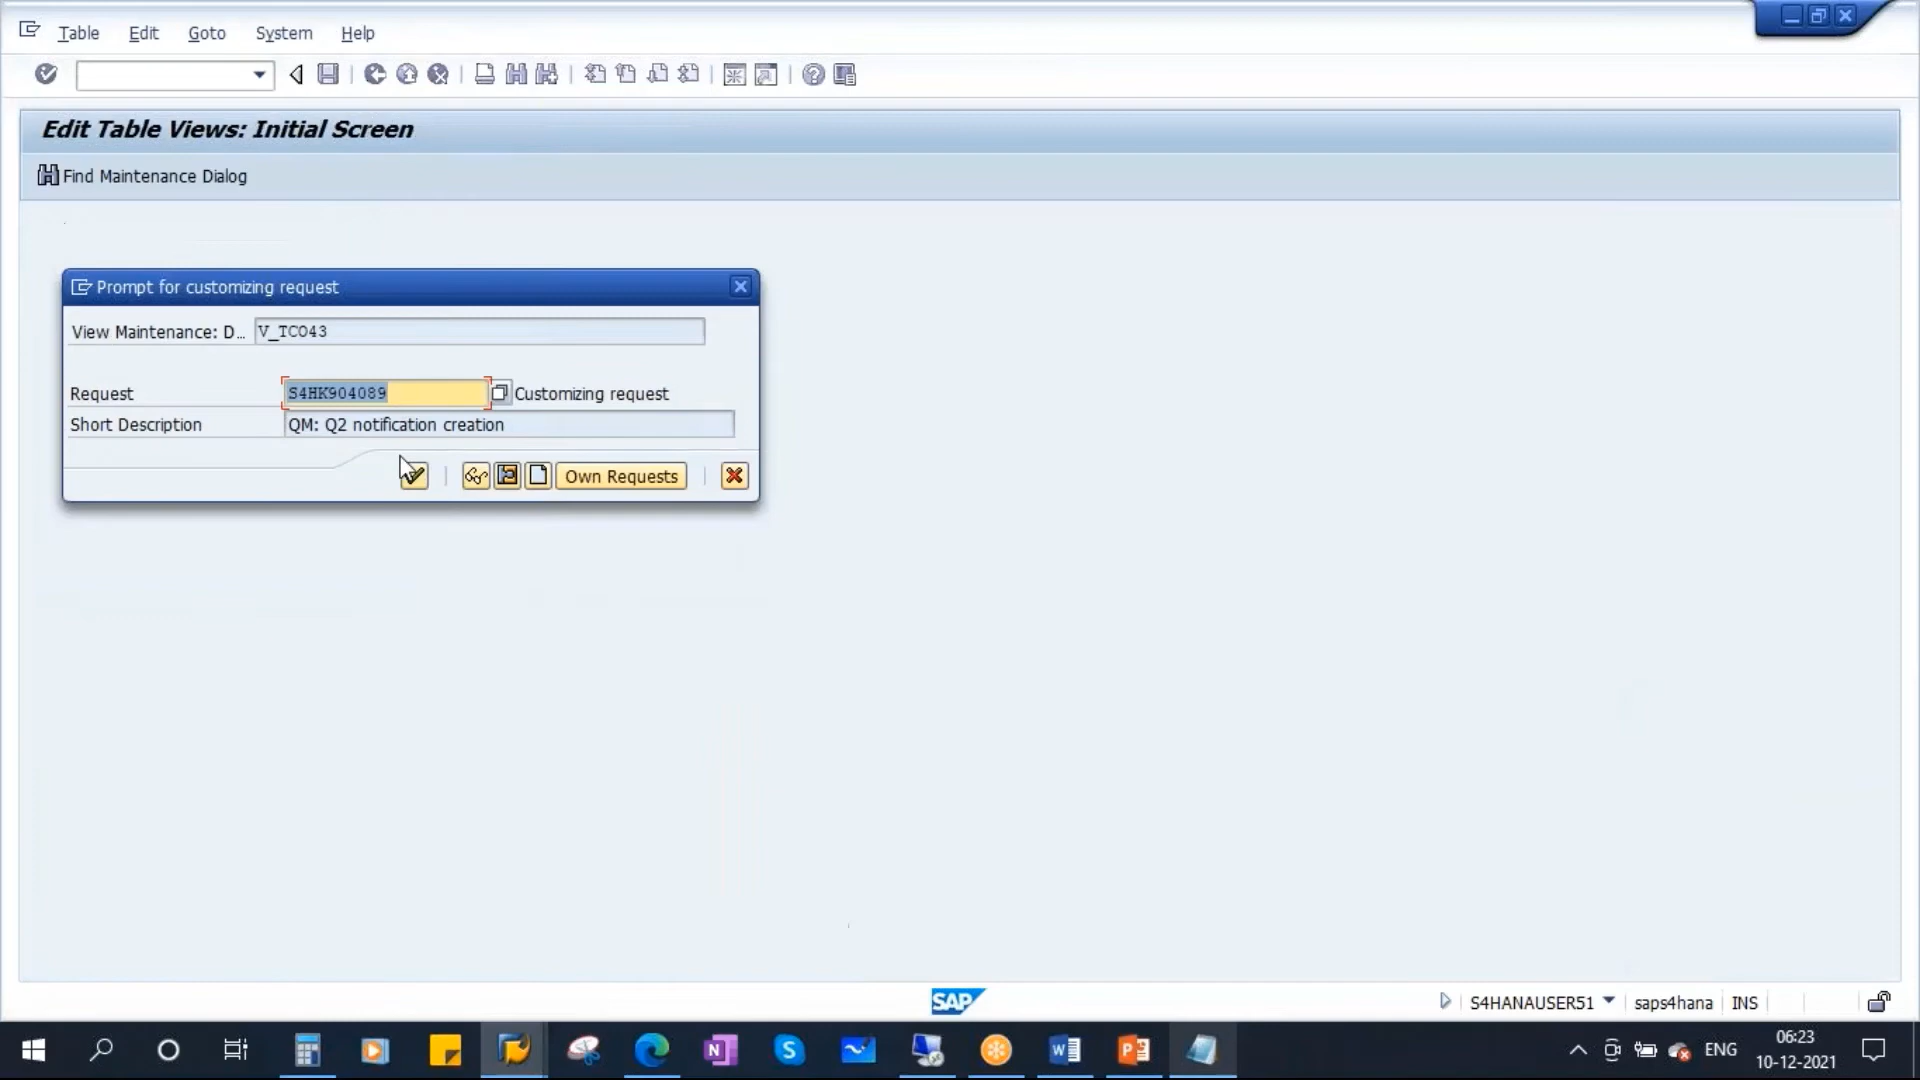 Table Edit Goto System Help
Edit Table Views: Initial Screen
Find Maintenance Dialog
Prompt for customizing request
View Maintenance: D... V_TCO43
Request S4HK904089 Customizing request
Short Description QM: Q2 notification creation
Own Requests
SAP S4HANAUSER51 saps4hana INS
N S W P ENG 06:23
10-12-2021